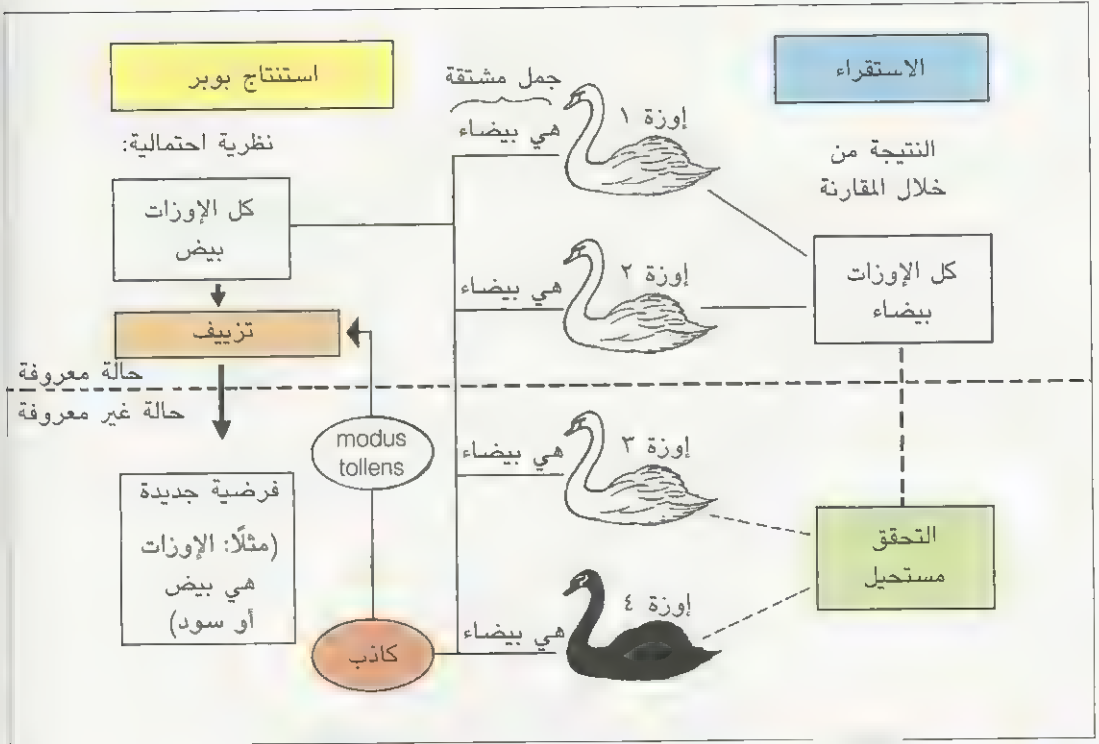 الاستقراء
النتيجة من
خلال المقارنة
كل الإوزات
بيضاء
التحقق
مستحيل
جمل مشتقة
إوزة ١
هي بيضاء
إوزة ٢
هي بيضاء
إوزة ٣
هي بيضاء
إوزة ٤
هي بيضاء
استنتاج بوبر
نظرية احتمالية:
كل الإوزات
بيض
تزييف
حالة معروفة
حالة غير معروفة
modus
tollens
كاذب
فرضية جديدة
(مثلًا: الإوزات
هي بيض
أو سود)